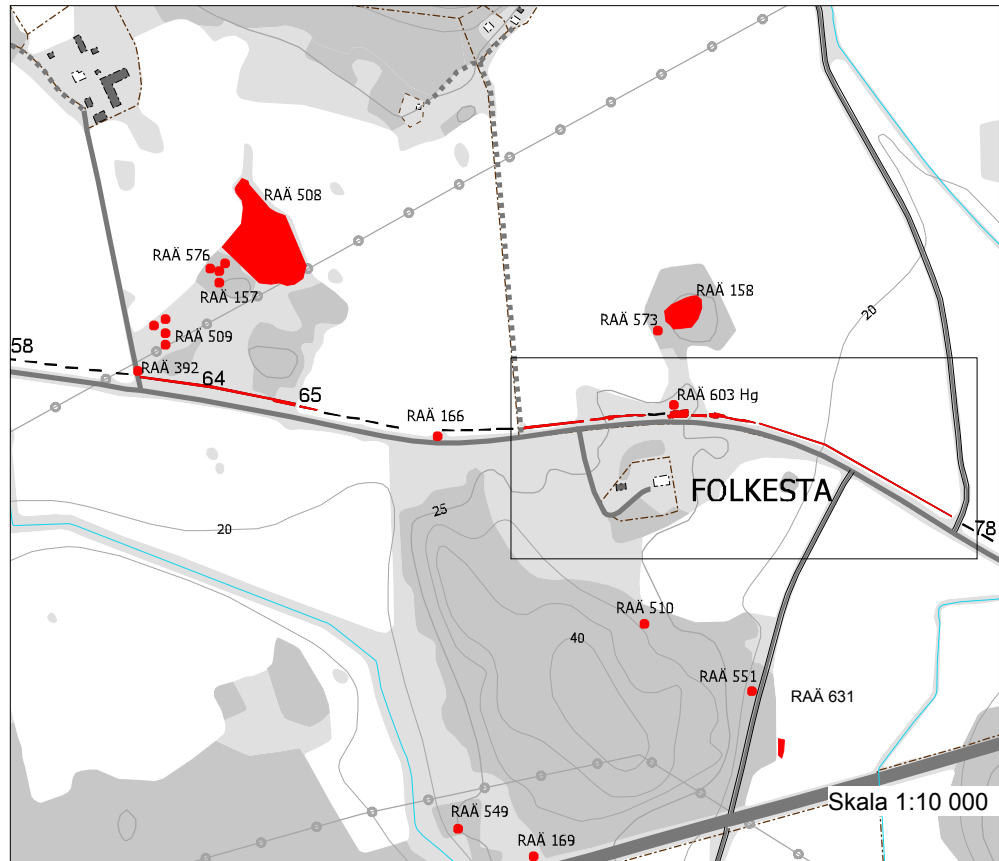 RAÄ 508
RAÄ 576
RAÄ 157
RAÄ 158
20
RAÄ 573
RAÄ 509
58
RAÄ 392
64
65
RAÄ 603 Hg
RAÄ 166
FOLKESTA
25
20
78
RAÄ 510
40
RAÄ 551
RAÄ 631
Skala 1:10 000
RAÄ 549
RAÄ 169